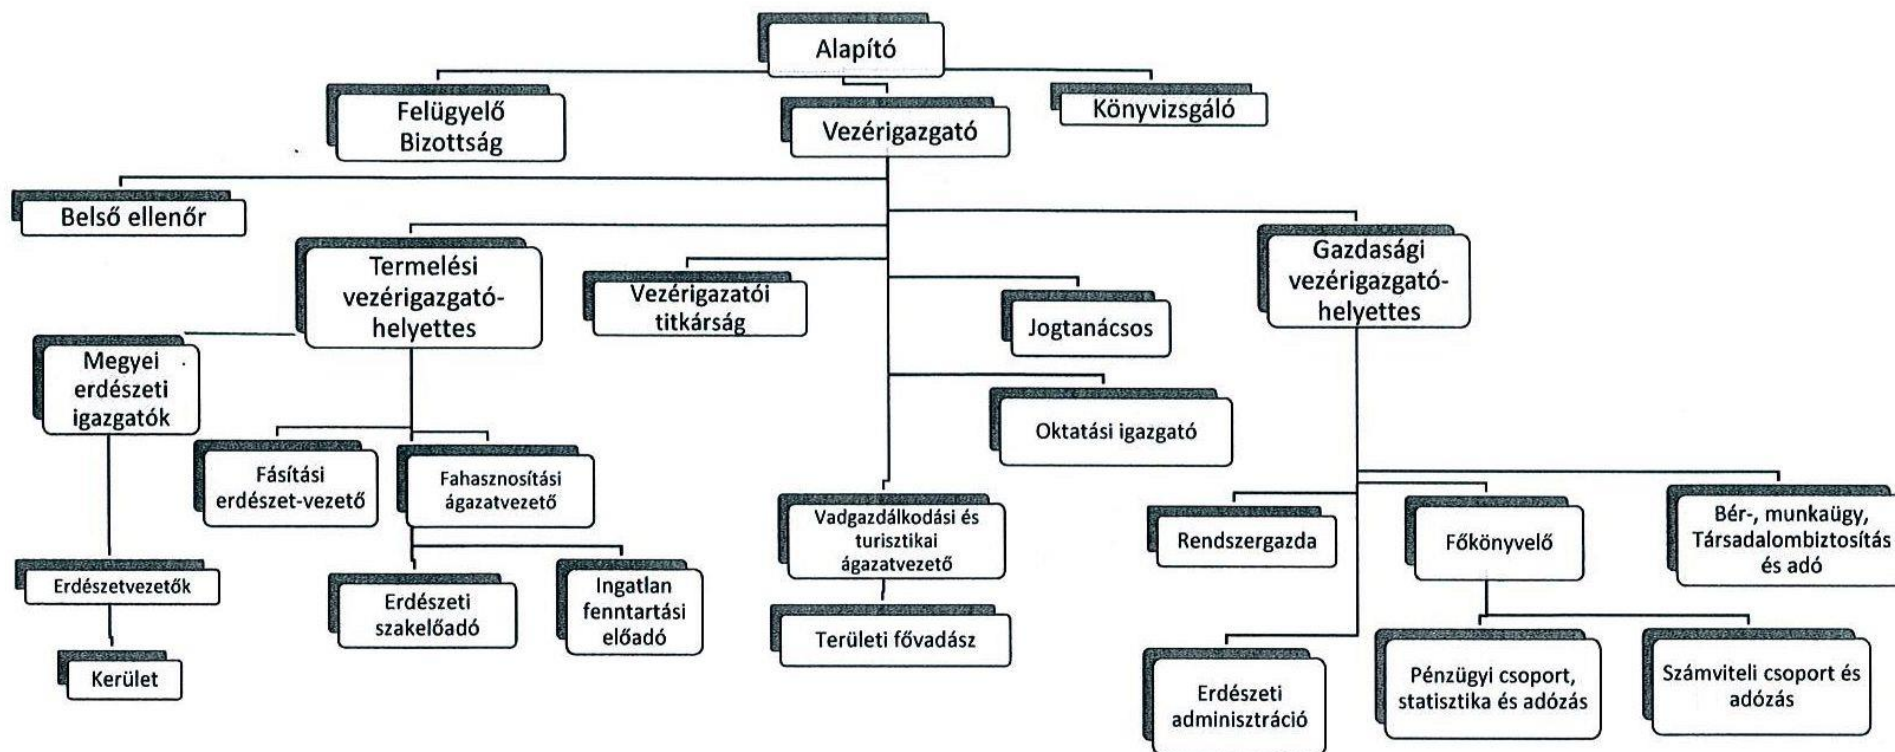 Alapító
Felügyelő
Bizottság
Vezérigazgató
Könyvizsgáló
Belső ellenőr
Termelési
vezérigazgató-
helyettes
Vezérigazatói
titkárság
Jogtanácsos
Gazdasági
vezérigazgató-
helyettes
Megyei
erdészeti
igazgatók
Oktatási igazgató
Fásítási
erdészet-vezető
Fahasznosítási
ágazatvezető
Vadgazdálkodási és
turisztikai
ágazatvezető
Rendszergazda
Főkönyvelő
Bér-, munkaügy,
Társadalombiztosítás
és adó
Erdészetvezetők
Erdészeti
szakelőadó
Ingatlan
fenntartási
előadó
Területi fővadász
Kerület
Erdészeti
adminisztráció
Pénzügyi csoport,
statisztika és adózás
Számviteli csoport és
adózás